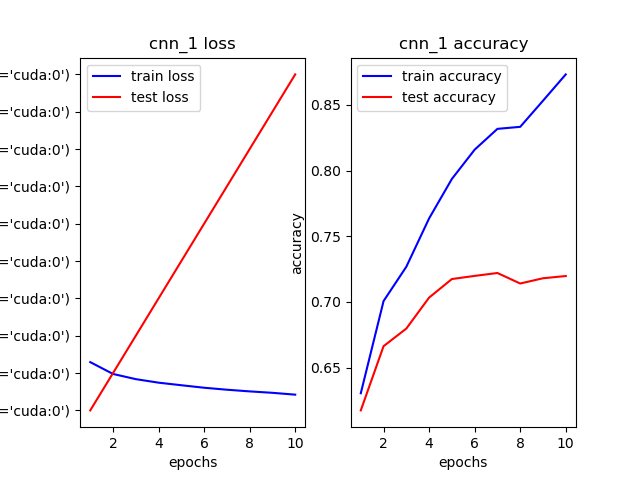 cnn_1 loss
train loss
test loss
='cuda:0')
='cuda:0')
='cuda:0')
='cuda:0')
='cuda:0')
='cuda:0')
='cuda:0')
='cuda:0')
='cuda:0')
='cuda:0')
2 4 6 8 10
epochs
cnn_1 accuracy
train accuracy
test accuracy
accuracy
0.85
0.80
0.75
0.70
0.65
2 4 6 8 10
epochs